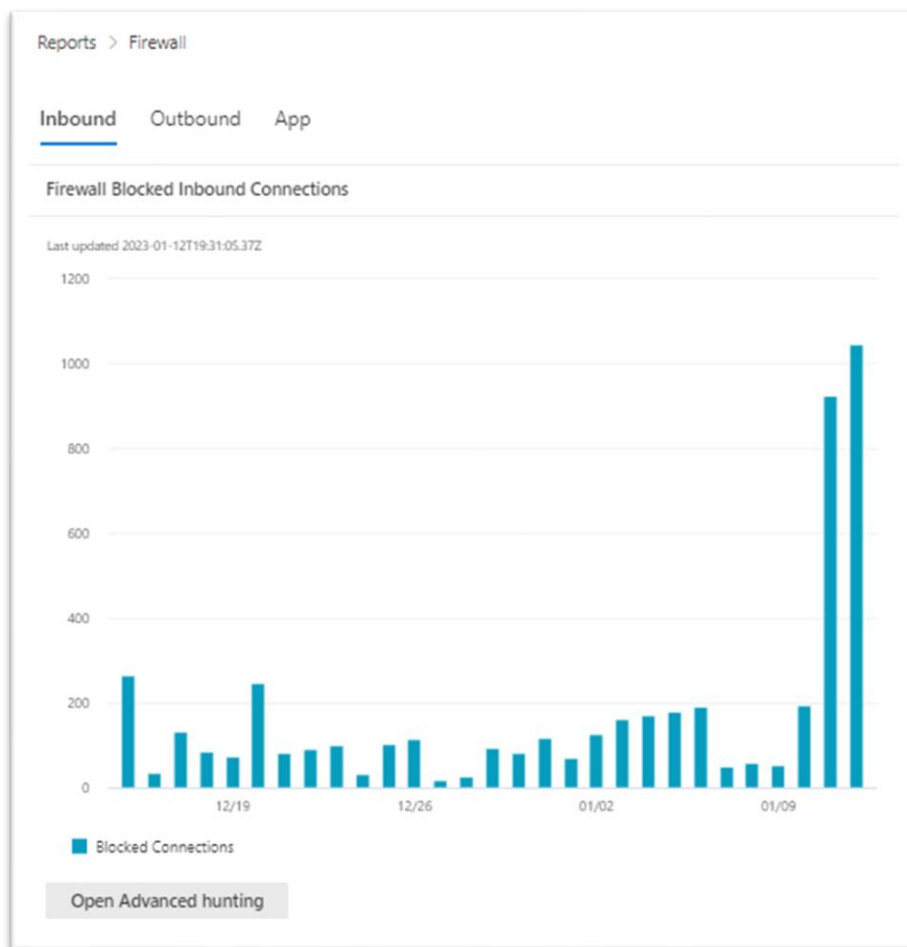 Reports > Firewall
Inbound Outbound App
Firewall Blocked Inbound Connections
Last updated 2023-01-12T19:31:05.37Z
1200
1000
800
600
400
200
0
12/19 12/26 01/02 01/09
Blocked Connections
Open Advanced hunting